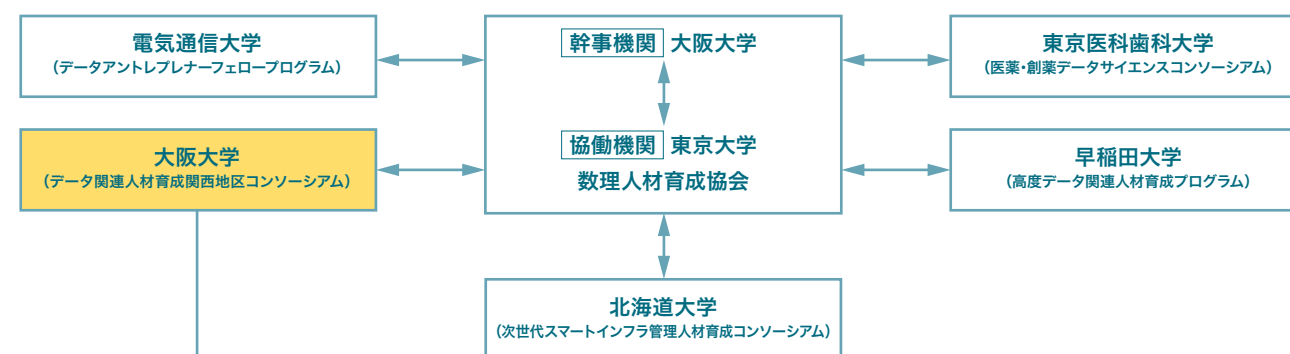 電気通信大学
(データアントレプレナーフェロープログラム)
大阪大学
(データ関連人材育成関西地区コンソーシアム)
幹事機関 大阪大学
協働機関 東京大学
数理人材育成協会
東京医科歯科大学
(医薬・創薬データサイエンスコンソーシアム)
早稲田大学
(高度データ関連人材育成プログラム)
北海道大学
(次世代スマートインフラ管理人材育成コンソーシアム)